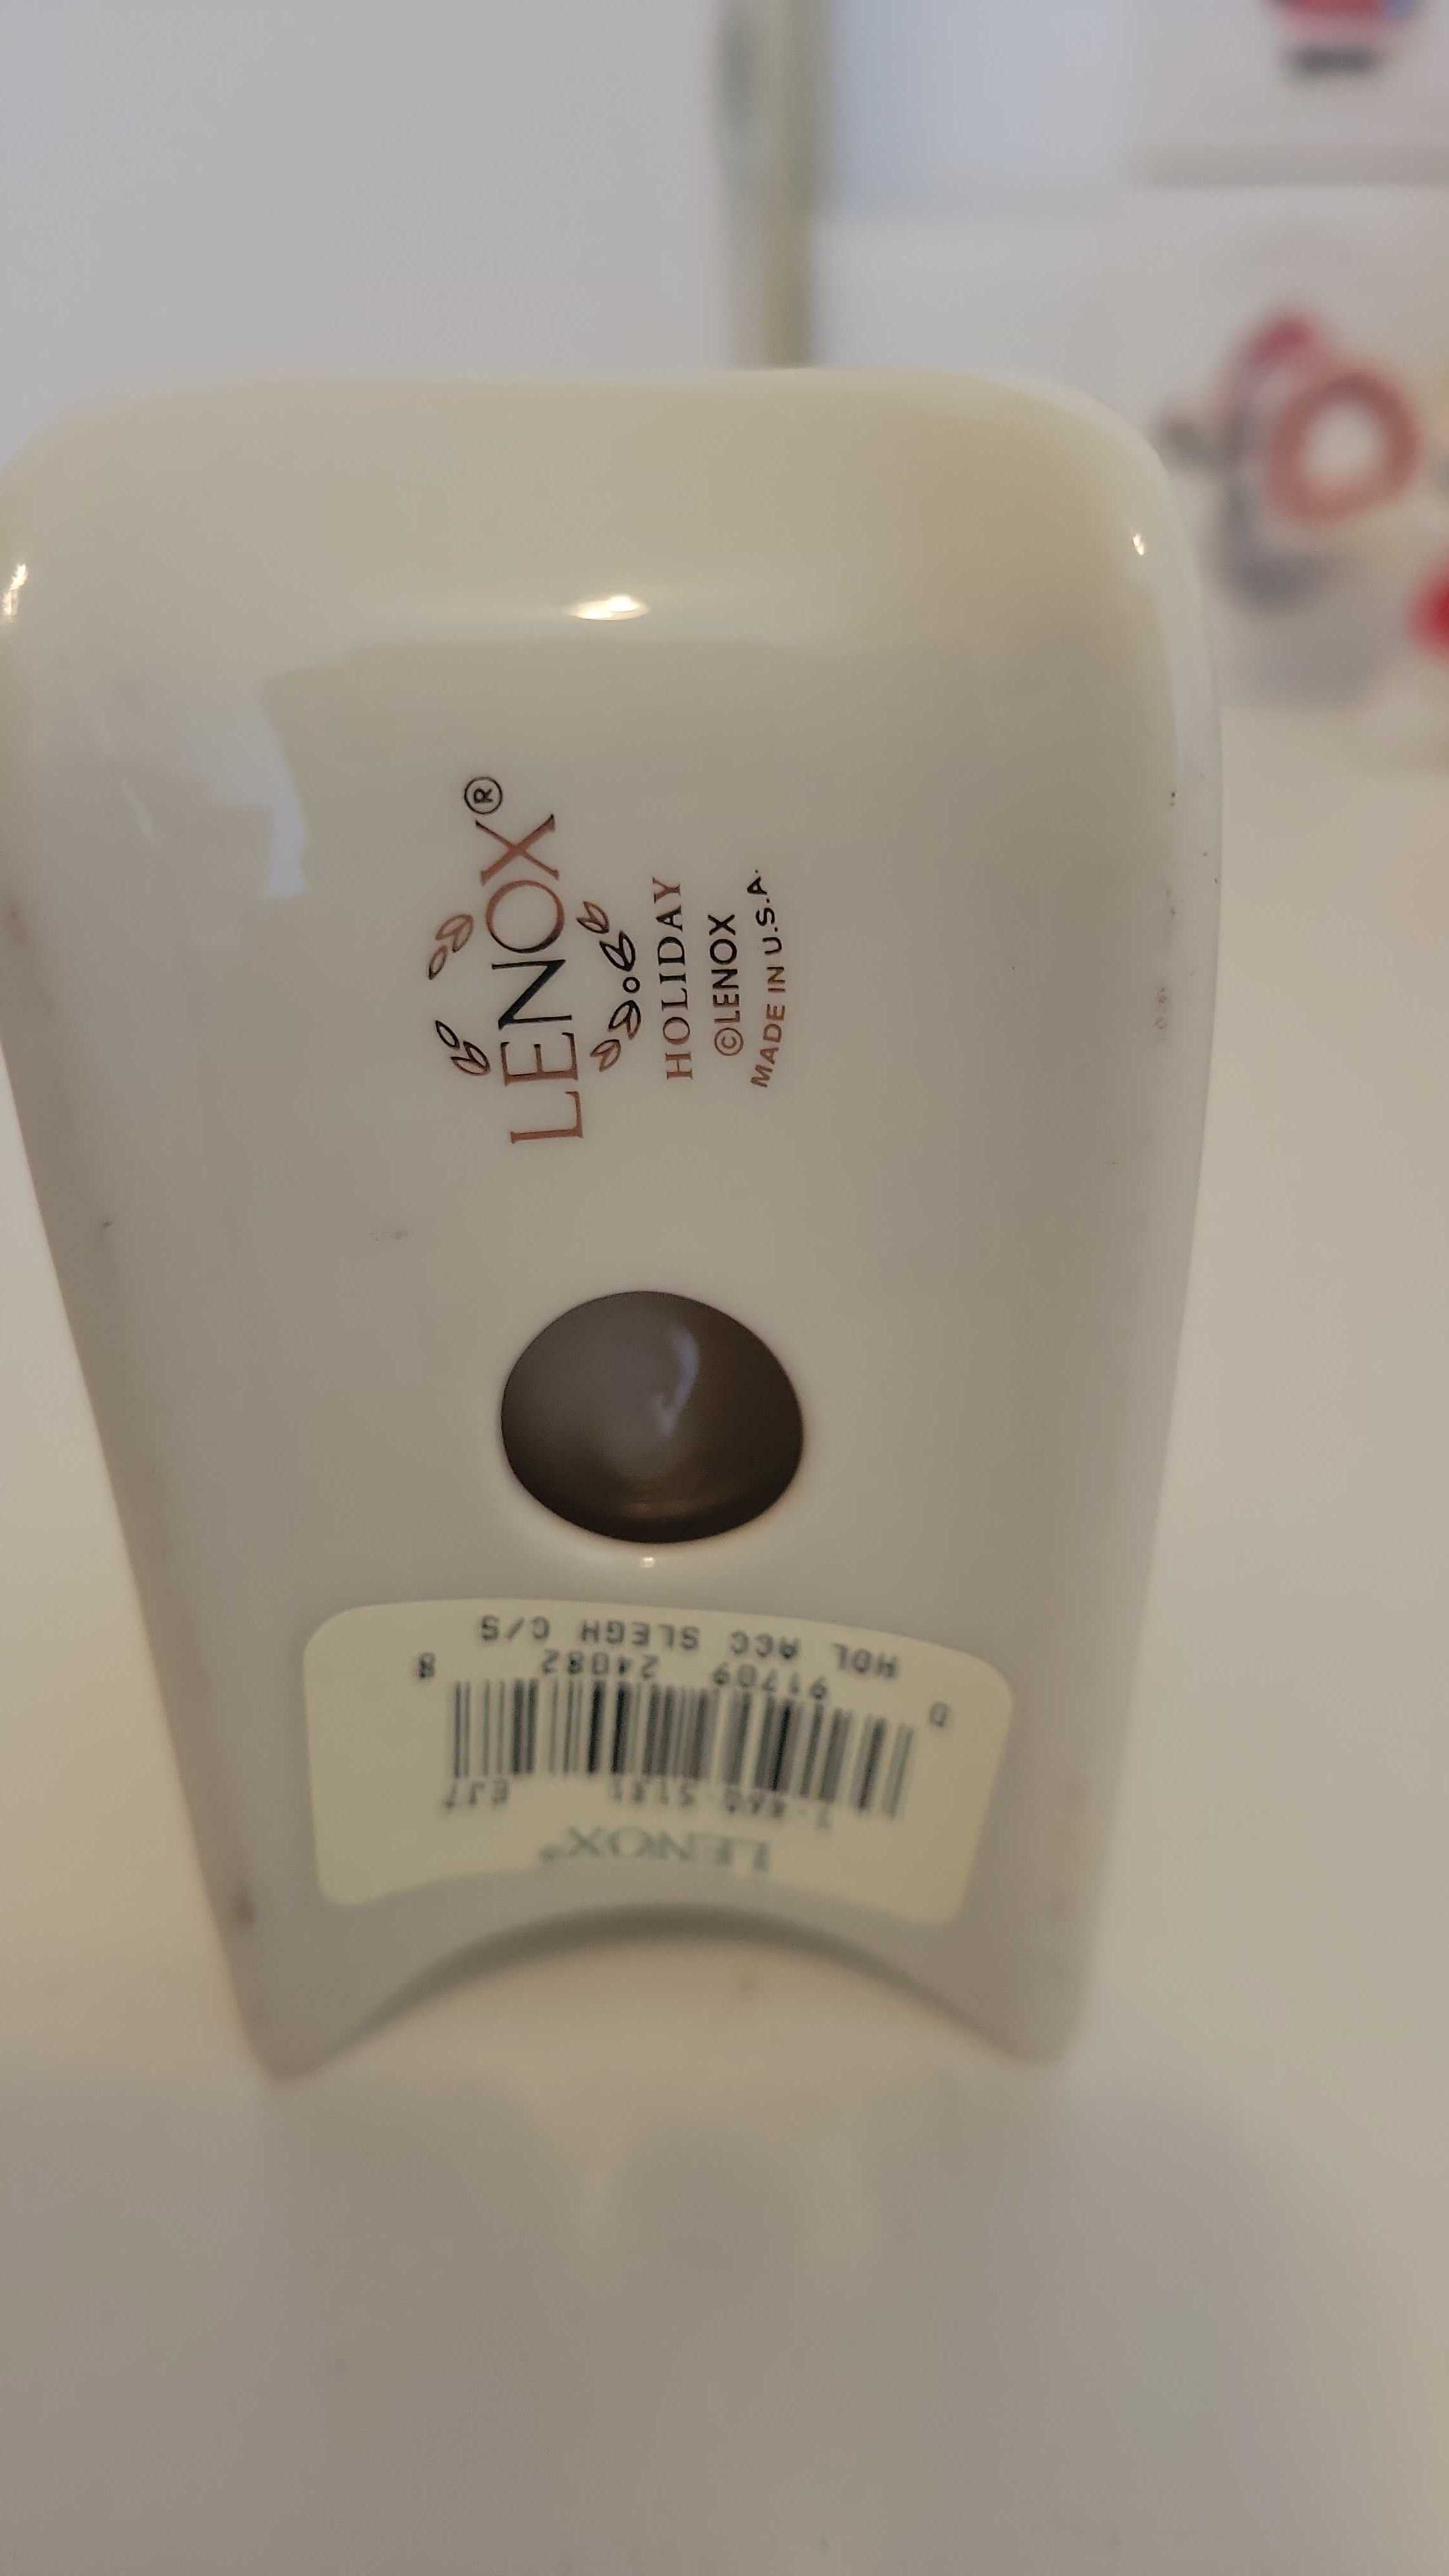 LENOX®
HOLIDAY
©LENOX
MADE IN U.S.A.
LENOX®
0 91709 24082 8
HOL ACC SLEGH C/S